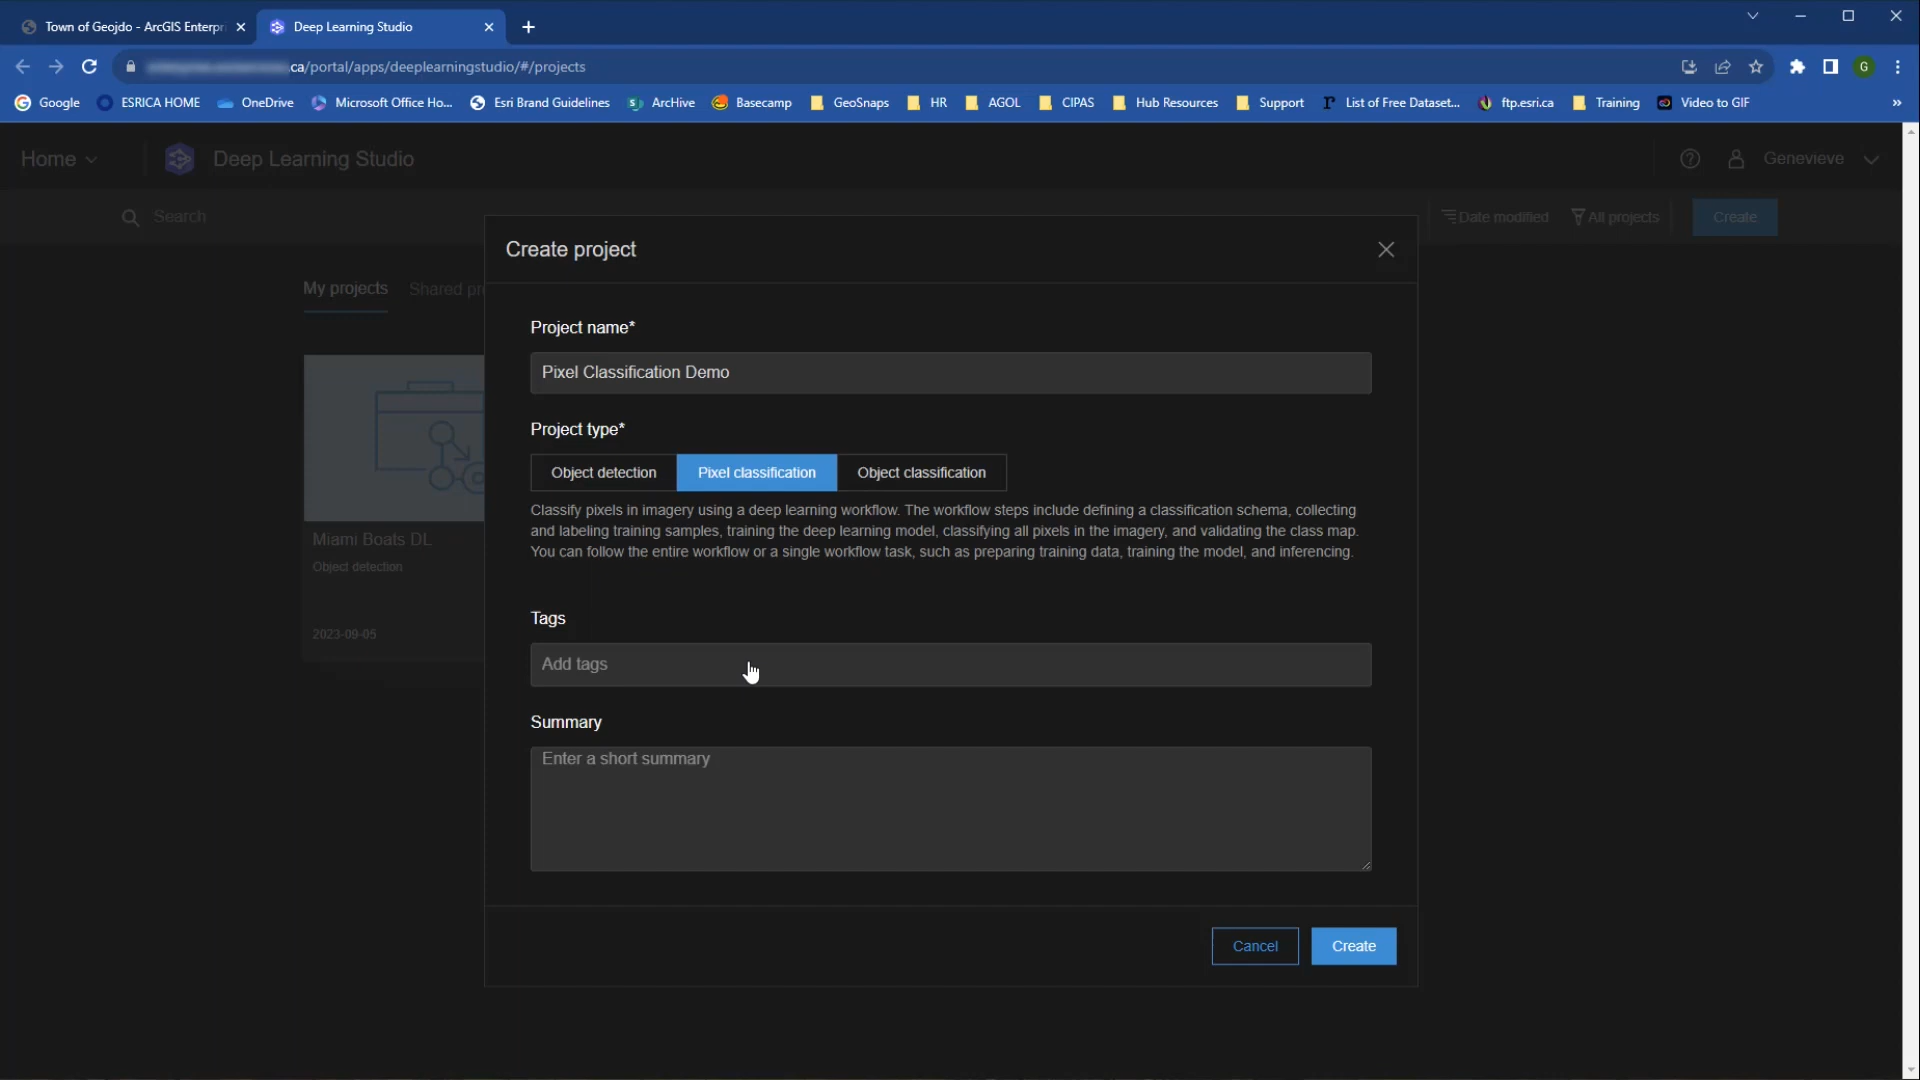 Town of Geojdo - ArcGIS Enterpr
Deep Learning Studio
ca/portal/apps/deeplearningstudio/#/projects
G
Google
ESRICA HOME
OneDrive
Microsoft Office Ho...
Esri Brand Guidelines
ArcHive
Basecamp
GeoSnaps
HR
AGOL
CIPAS
Hub Resources
Support
List of Free Dataset...
ftp.esri.ca
Training
Video to GIF
»
Home
Deep Learning Studio
Genevieve
Search
Date modified
All projects
Create
My projects
Shared pr
Miami Boats DL
Object detection
2023-09-05
Create project
Project name*
Pixel Classification Demo
Project type*
Object detection
Pixel classification
Object classification
Classify pixels in imagery using a deep learning workflow. The workflow steps include defining a classification schema, collecting
and labeling training samples, training the deep learning model, classifying all pixels in the imagery, and validating the class map.
You can follow the entire workflow or a single workflow task, such as preparing training data, training the model, and inferencing.
Tags
Add tags
Summary
Enter a short summary
Cancel
Create